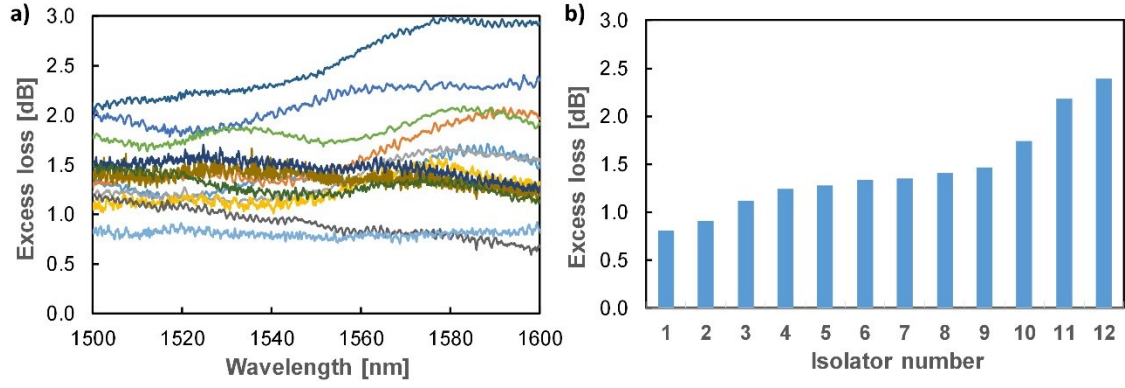 a)
Excess loss [dB]
3.0
2.5
2.0
1.5
1.0
0.5
0.0
1500 1520 1540 1560 1580 1600
Wavelength [nm]
b)
Excess loss [dB]
3.0
2.5
2.0
1.5
1.0
0.5
0.0
1 2 3 4 5 6 7 8 9 10 11 12
Isolator number